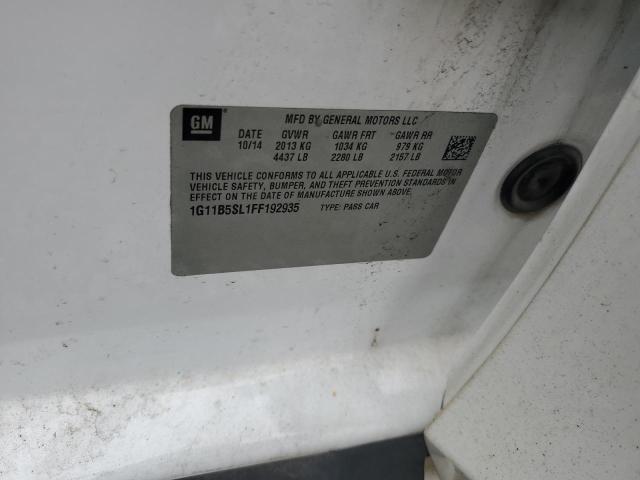 GM
MFD BY GENERAL MOTORS LLC
DATE GVWR GAWR FRT GAWR RR
10/14 2013 KG 1034 KG 979 KG
4437 LB 2280 LB 2157 LB
THIS VEHICLE CONFORMS TO ALL APPLICABLE U.S. FEDERAL MOTOR
VEHICLE SAFETY, BUMPER, AND THEFT PREVENTION STANDARDS IN
EFFECT ON THE DATE OF MANUFACTURE SHOWN ABOVE.
1G11B5SL1FF192935 TYPE: PASS CAR